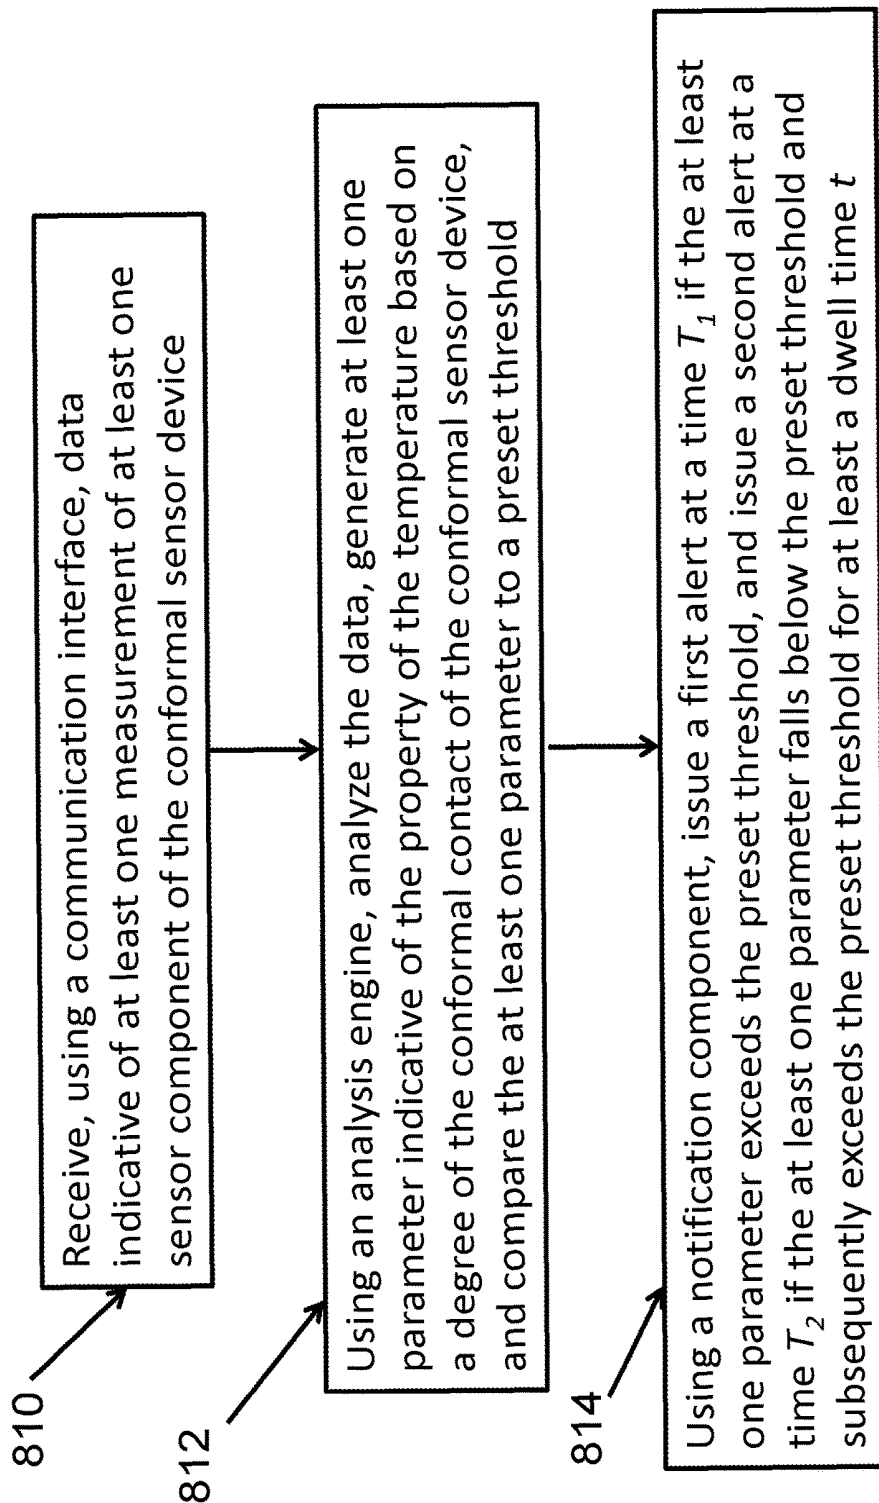 810
Receive, using a communication interface, data
indicative of at least one measurement of at least one
sensor component of the conformal sensor device
812
Using an analysis engine, analyze the data, generate at least one
parameter indicative of the property of the temperature based on
a degree of the conformal contact of the conformal sensor device,
and compare the at least one parameter to a preset threshold
814
Using a notification component, issue a first alert at a time T₁ if the at least
one parameter exceeds the preset threshold, and issue a second alert at a
time T₂ if the at least one parameter falls below the preset threshold and
subsequently exceeds the preset threshold for at least a dwell time t